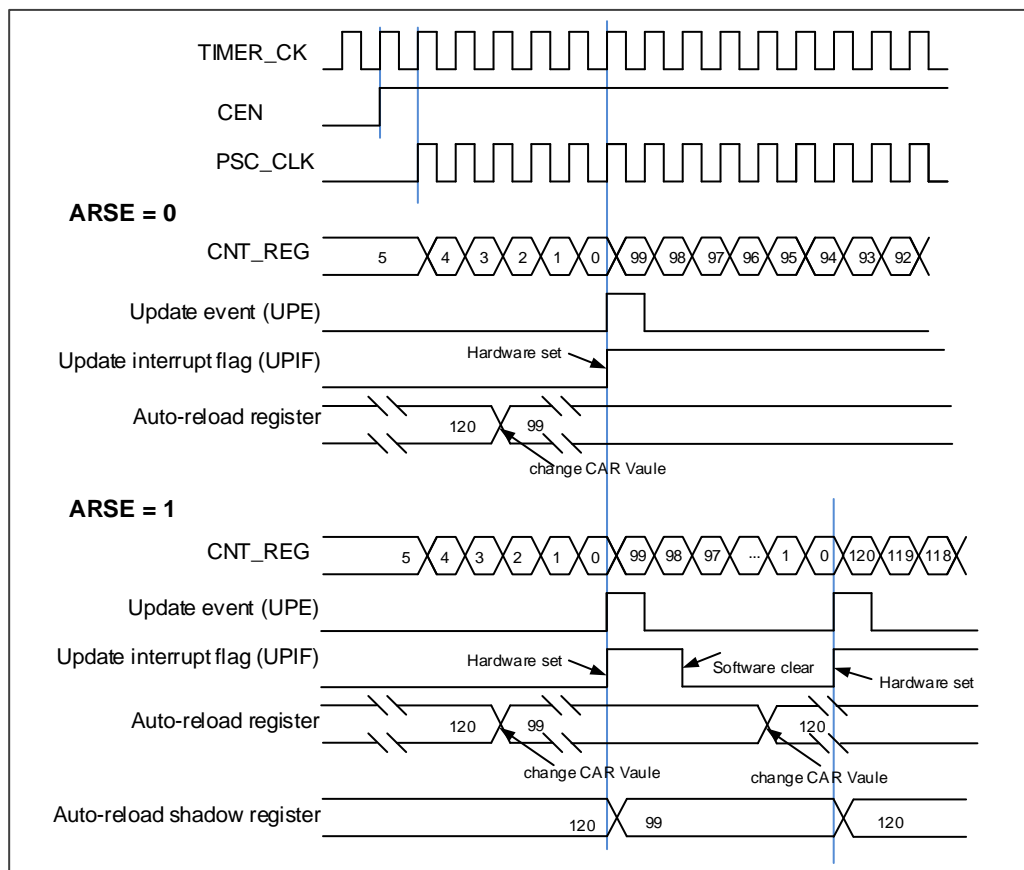 TIMER_CK
CEN
PSC_CLK
ARSE = 0
CNT_REG 5 4 3 2 1 0 99 98 97 96 95 94 93 92
Update event (UPE)
Update interrupt flag (UPIF) Hardware set
Auto-reload register 120 99
change CAR Vaule
ARSE = 1
CNT_REG 5 4 3 2 1 0 99 98 97 ... 1 0 120 119 118
Update event (UPE)
Update interrupt flag (UPIF) Hardware set Software clear Hardware set
Auto-reload register 120 99 120
change CAR Vaule change CAR Vaule
Auto-reload shadow register 120 99 120